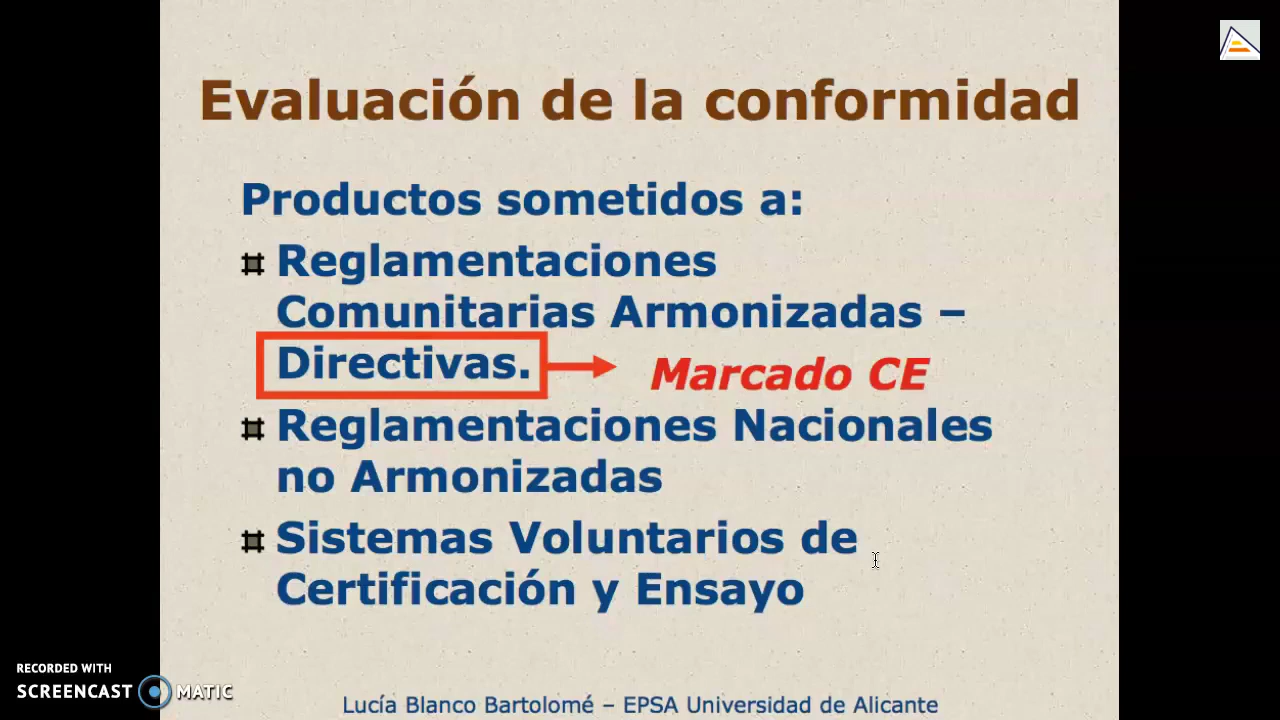 Evaluación de la conformidad
Productos sometidos a:
Reglamentaciones
Comunitarias Armonizadas –
Directivas.
Marcado CE
Reglamentaciones Nacionales
no Armonizadas
Sistemas Voluntarios de
Certificación y Ensayo
RECORDED WITH
SCREENCAST MATIC
Lucía Blanco Bartolomé – EPSA Universidad de Alicante